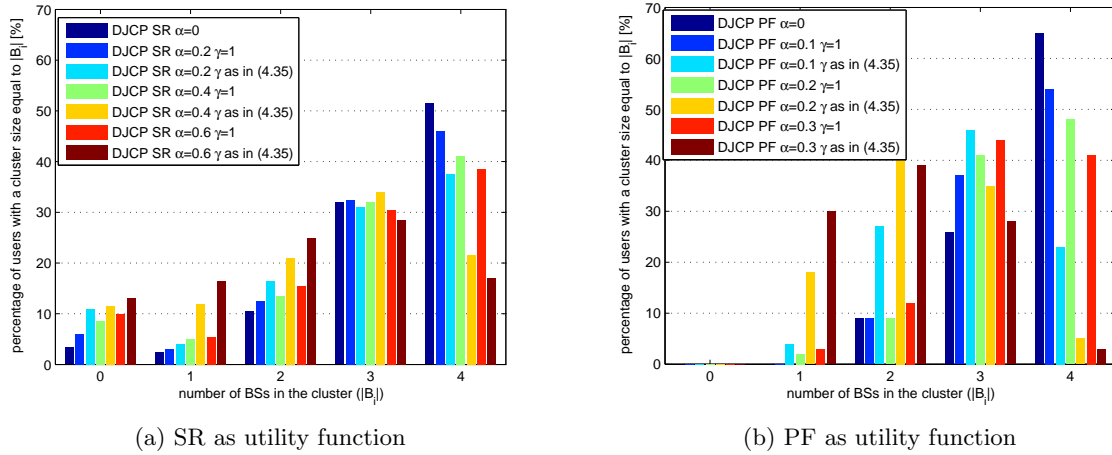 percentage of users with a cluster size equal to |Bi| [%]
70
60
50
40
30
20
10
0
DJCP SR α=0
DJCP SR α=0.2 γ=1
DJCP SR α=0.2 γ as in (4.35)
DJCP SR α=0.4 γ=1
DJCP SR α=0.4 γ as in (4.35)
DJCP SR α=0.6 γ=1
DJCP SR α=0.6 γ as in (4.35)
0 1 2 3 4
number of BSs in the cluster (|Bi|)
(a) SR as utility function
percentage of users with a cluster size equal to |Bi| [%]
70
60
50
40
30
20
10
0
DJCP PF α=0
DJCP PF α=0.1 γ=1
DJCP PF α=0.1 γ as in (4.35)
DJCP PF α=0.2 γ=1
DJCP PF α=0.2 γ as in (4.35)
DJCP PF α=0.3 γ=1
DJCP PF α=0.3 γ as in (4.35)
0 1 2 3 4
number of BSs in the cluster (|Bi|)
(b) PF as utility function